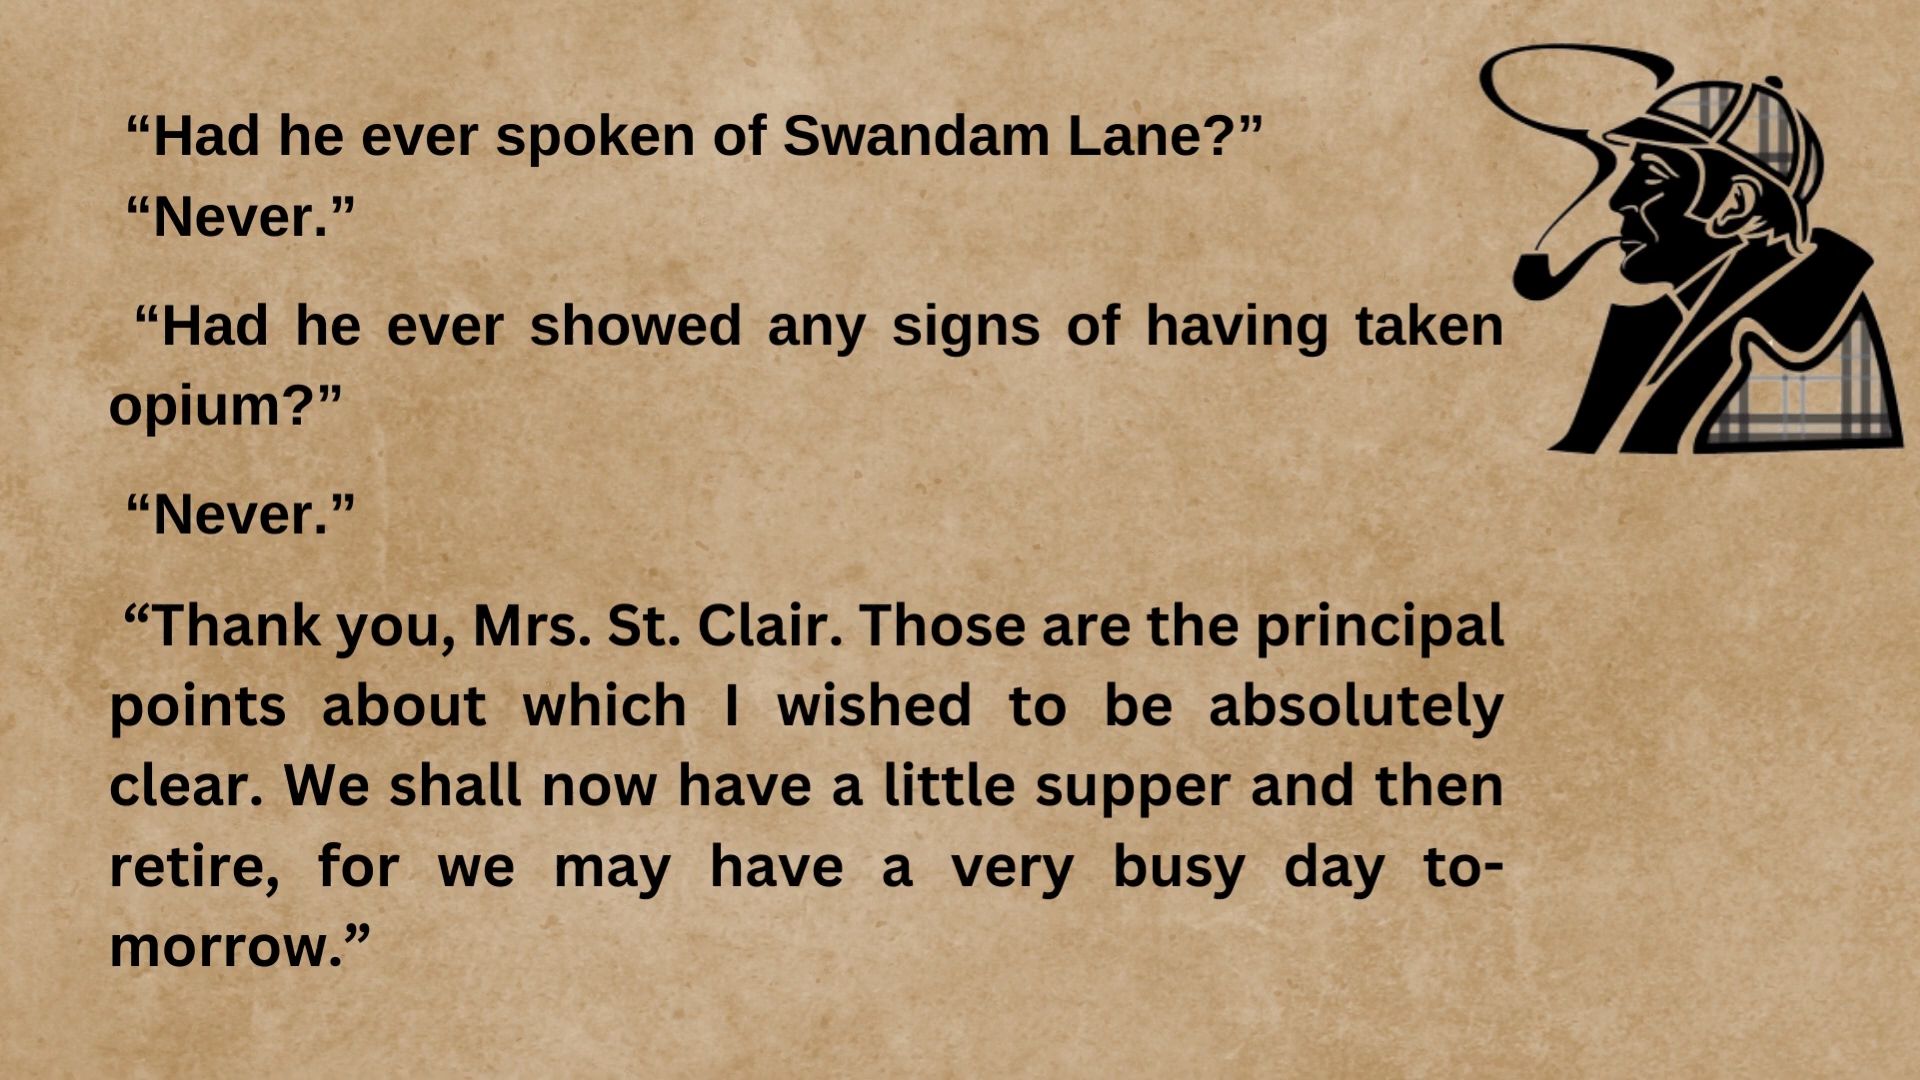 “Had he ever spoken of Swandam Lane?”
“Never.”
“Had he ever showed any signs of having taken
opium?”
“Never.”
“Thank you, Mrs. St. Clair. Those are the principal
points about which I wished to be absolutely
clear. We shall now have a little supper and then
retire, for we may have a very busy day to-
morrow.”